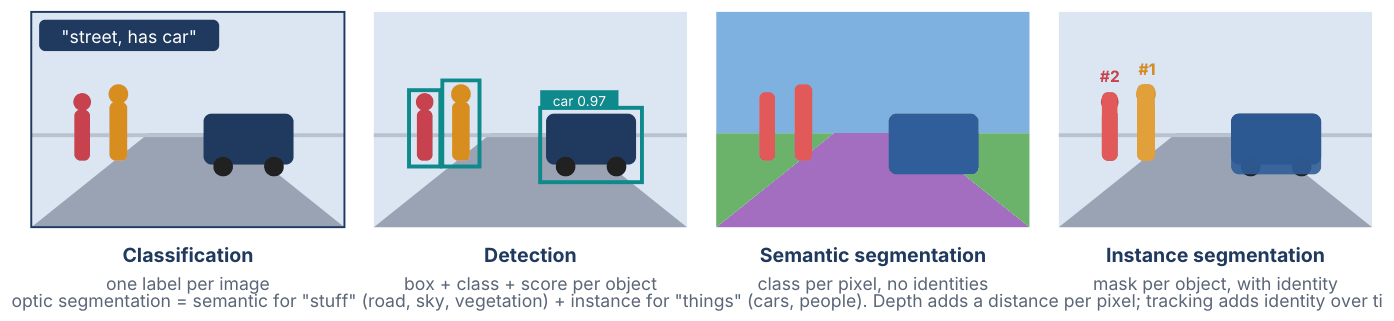 "street, has car"
car 0.97
#2
#1
Classification
Detection
Semantic segmentation
Instance segmentation
one label per image
box + class + score per object
class per pixel, no identities
mask per object, with identity
optic segmentation = semantic for "stuff" (road, sky, vegetation) + instance for "things" (cars, people). Depth adds a distance per pixel; tracking adds identity over ti